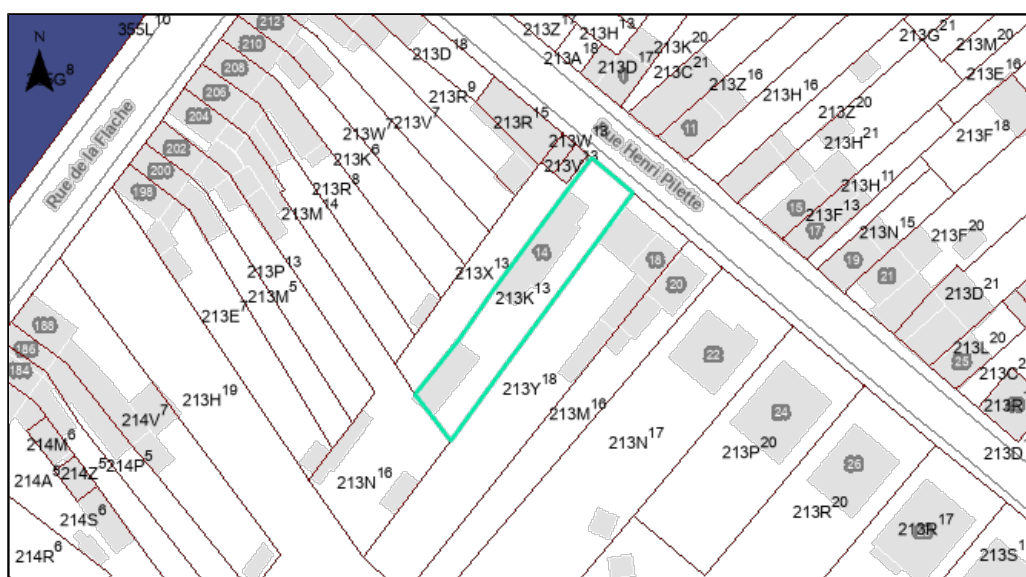 355L¹⁰
212
213Z
213H¹³
213G²¹
213M²⁰
N
210
213D¹⁸
213A¹⁸
213K²⁰
213D¹⁷
213C²¹
213E¹⁶
208
213Z¹⁶
206
213R⁹
213H¹⁶
204
213R¹⁵
213V⁷
213W⁷
213Z²⁰
11
213H²¹
213F¹⁸
Rue de la Flache
Rue Henri Pilette
213W¹³
213V¹³
202
200
198
213K⁶
213R⁸
213M¹⁴
213H¹¹
15
213F¹³
17
213N¹⁵
213F²⁰
14
18
19
21
213P¹³
213X¹³
20
213M⁵
213K¹³
213D²¹
213E⁷
188
186
184
22
213L²⁰
25
213C²
213R
213Y¹⁸
213H¹⁹
214V⁷
213M¹⁶
24
214M⁶
213N¹⁷
213P²⁰
213D
214Z⁵
214P⁵
214A⁵
213N¹⁶
26
214S⁶
213R²⁰
213R¹⁷
214R⁶
213S¹